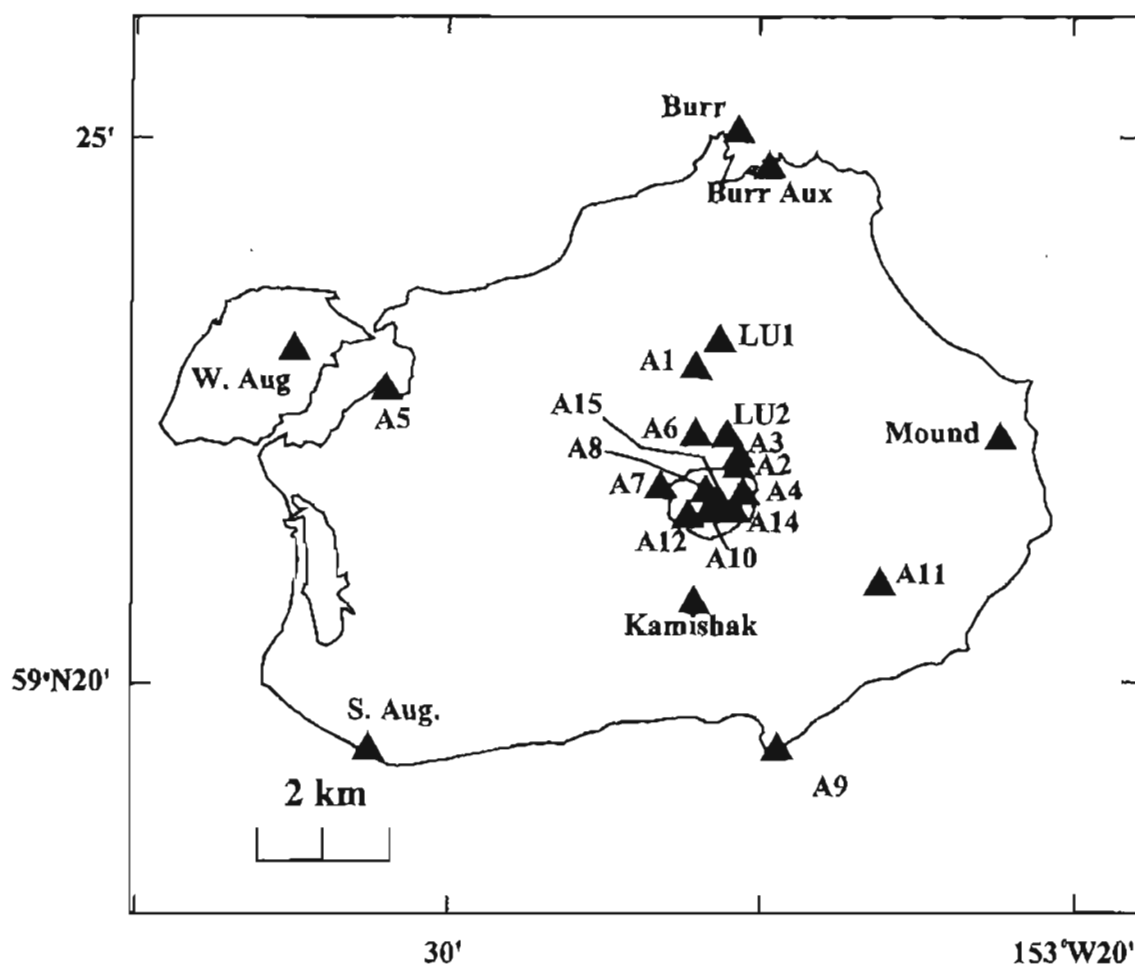 Burr
25'
Burr Aux
LU1
A1
W. Aug
A5
A15
LU2
A6
A3
Mound
A8
A2
A7
A4
A14
A12
A10
A11
Kamishak
59°N20'
S. Aug.
A9
2 km
30'
153°W20'